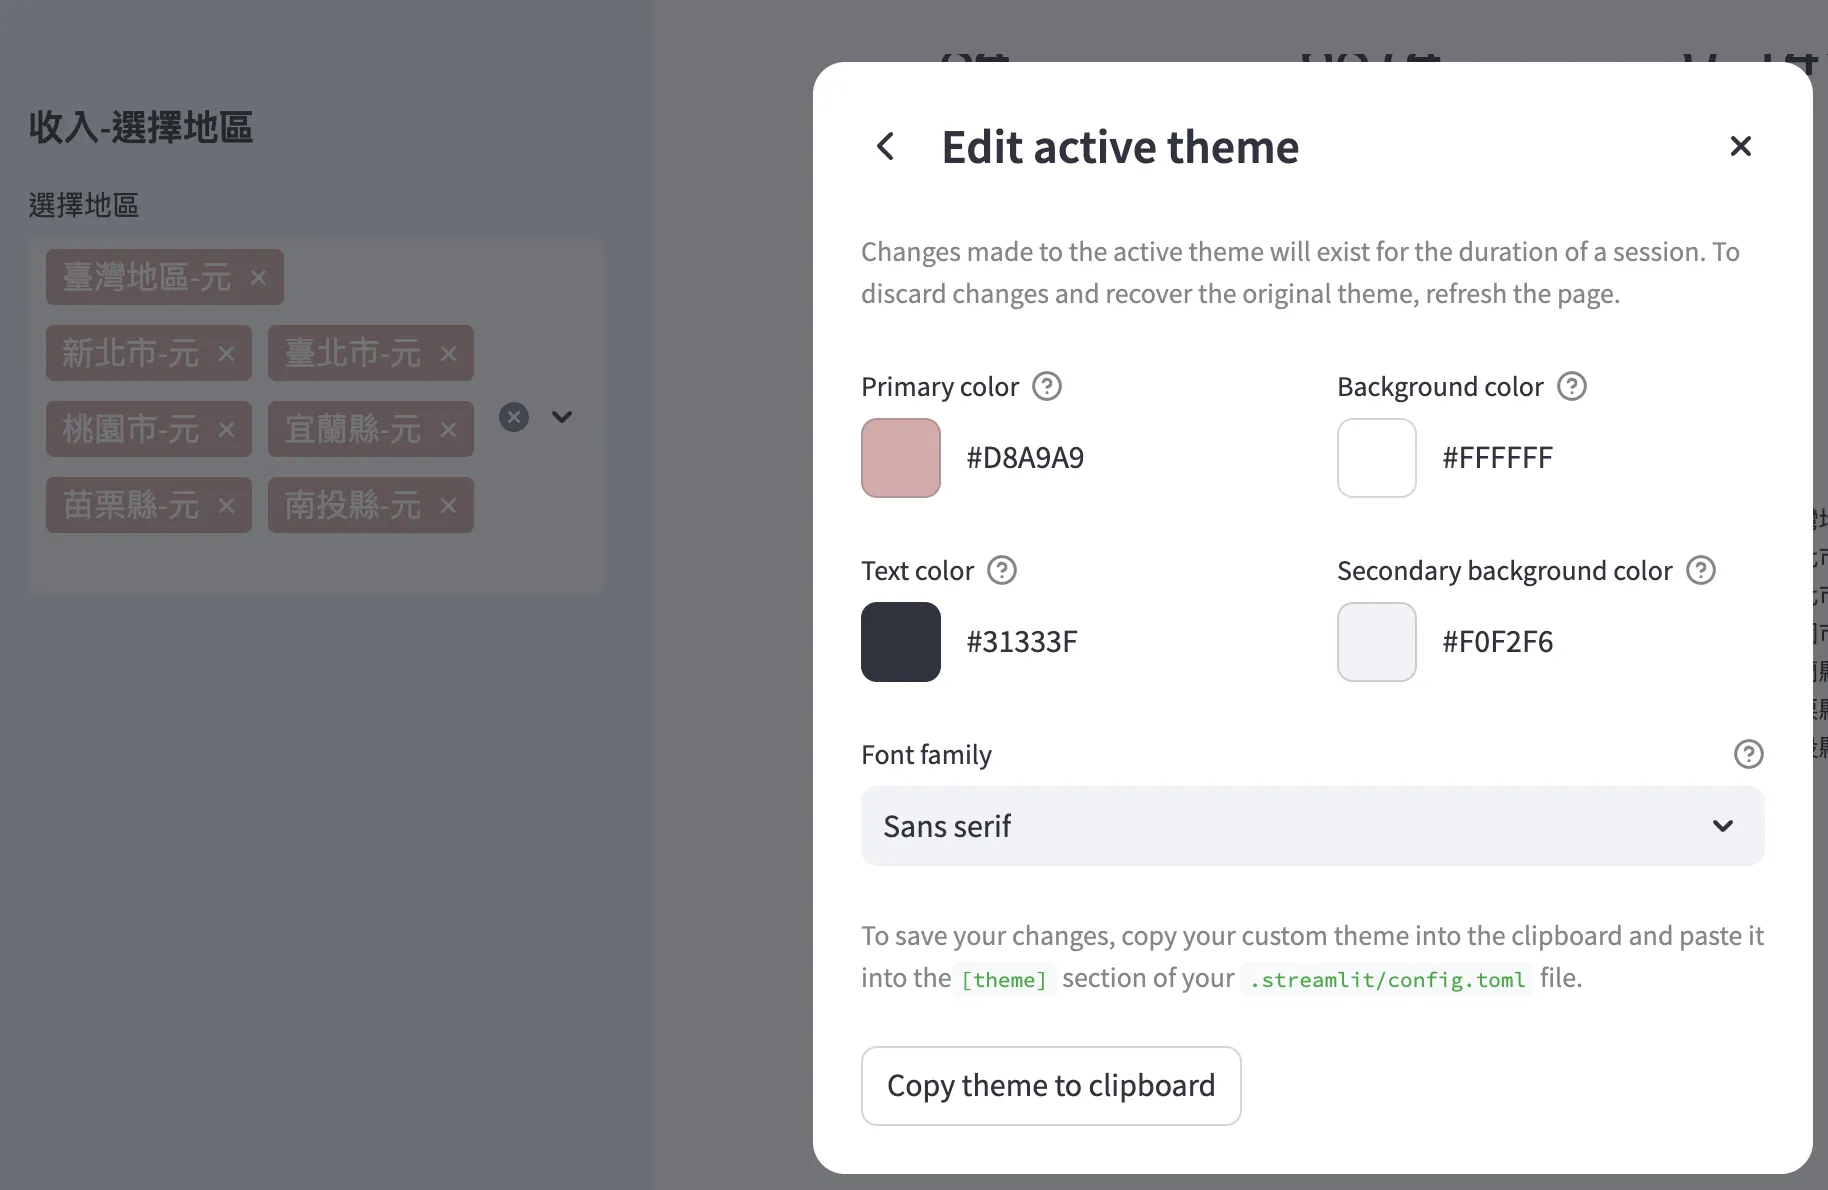 收入-選擇地區
選擇地區
臺灣地區-元
新北市-元 臺北市-元
桃園市-元 宜蘭縣-元
苗栗縣-元 南投縣-元
Edit active theme
Changes made to the active theme will exist for the duration of a session. To
discard changes and recover the original theme, refresh the page.
Primary color
#D8A9A9
Background color
#FFFFFF
Text color
#31333F
Secondary background color
#F0F2F6
Font family
Sans serif
To save your changes, copy your custom theme into the clipboard and paste it
into the [theme] section of your .streamlit/config.toml file.
Copy theme to clipboard